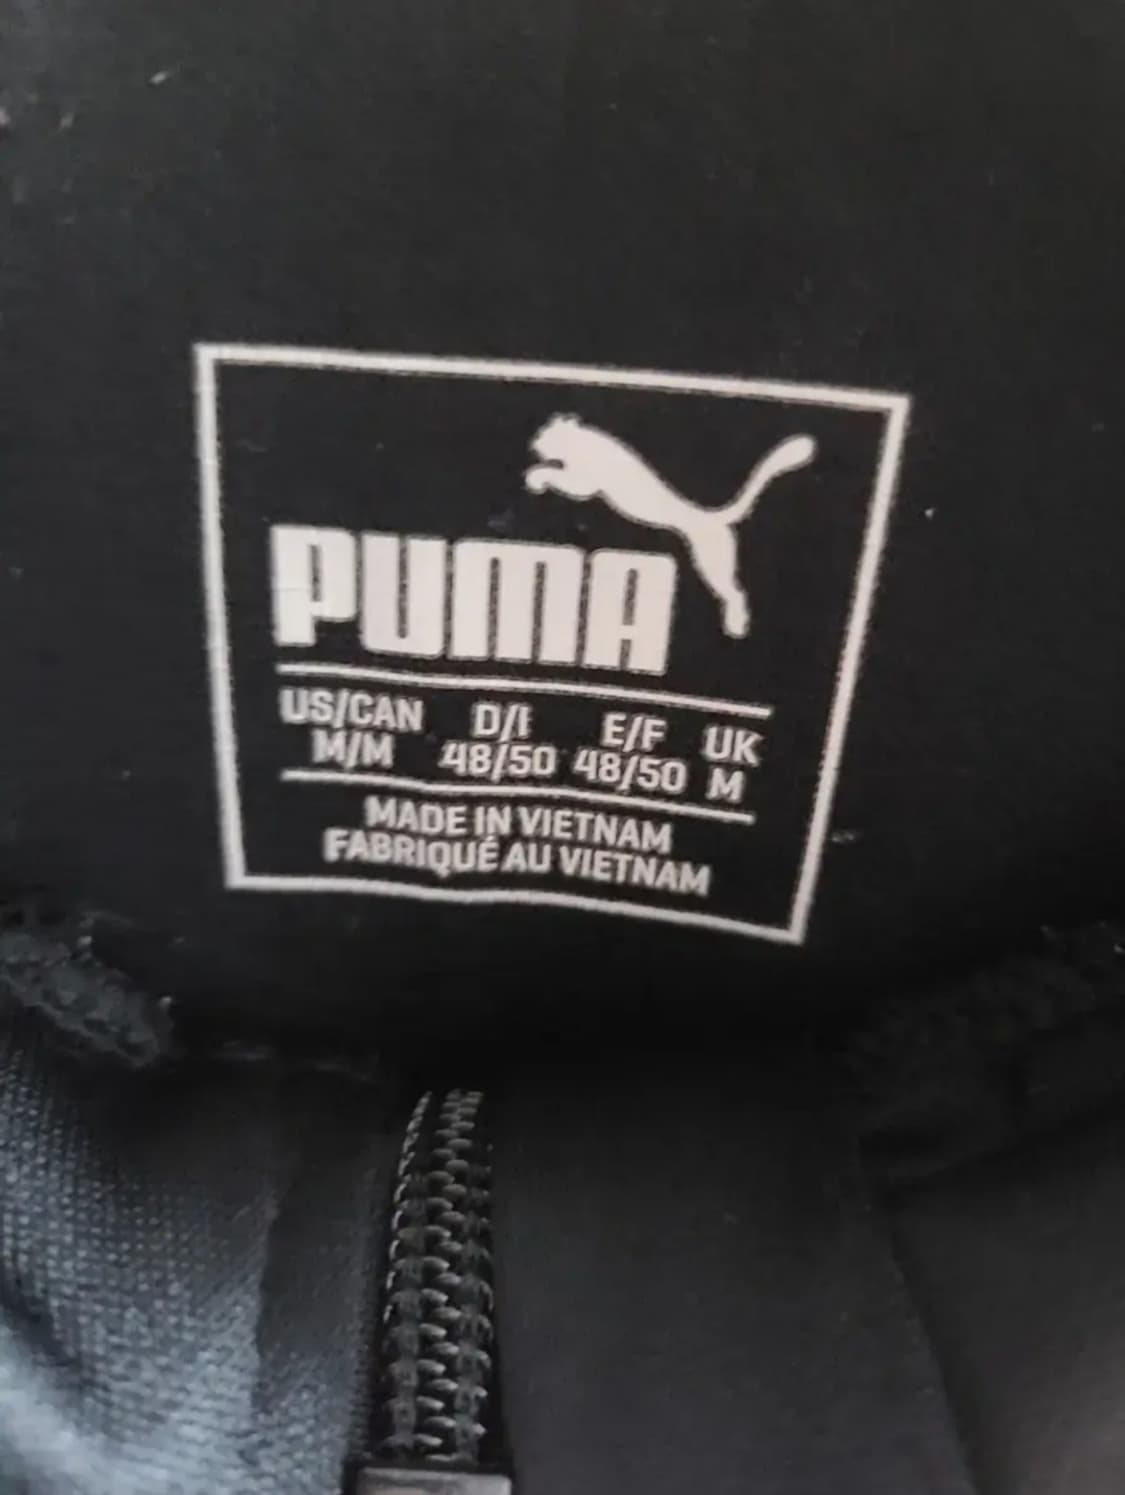 PUMA
US/CAN D/I E/F UK
M/M 48/50 48/50 M
MADE IN VIETNAM
FABRIQUÉ AU VIETNAM